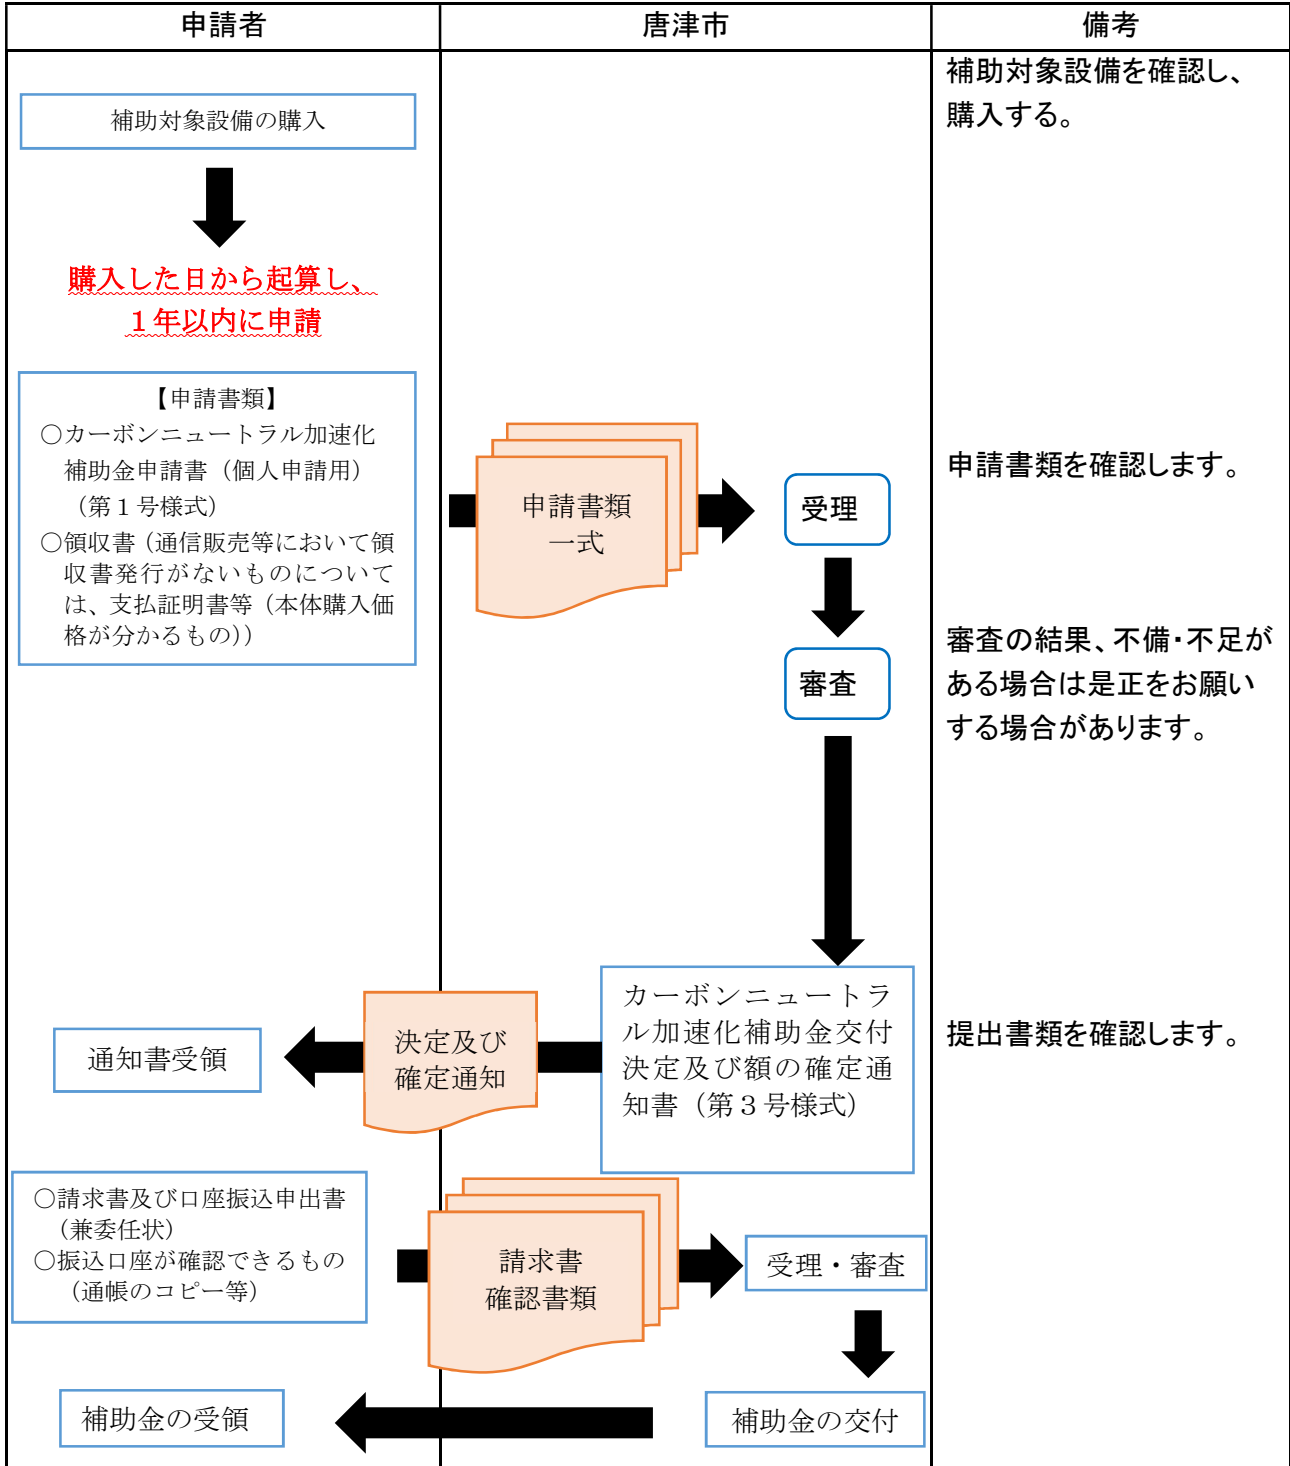 申請者
唐津市
備考
補助対象設備の購入
補助対象設備を確認し、
購入する。
購入した日から起算し、
１年以内に申請
【申請書類】
○カーボンニュートラル加速化
補助金申請書（個人申請用）
（第１号様式）
○領収書（通信販売等において領
収書発行がないものについて
は、支払証明書等（本体購入価
格が分かるもの））
申請書類
一式
受理
申請書類を確認します。
審査
審査の結果、不備・不足が
ある場合は是正をお願い
する場合があります。
カーボンニュートラ
ル加速化補助金交付
決定及び額の確定通
知書（第３号様式）
決定及び
確定通知
通知書受領
提出書類を確認します。
○請求書及び口座振込申出書
（兼委任状）
○振込口座が確認できるもの
（通帳のコピー等）
請求書
確認書類
受理・審査
補助金の交付
補助金の受領